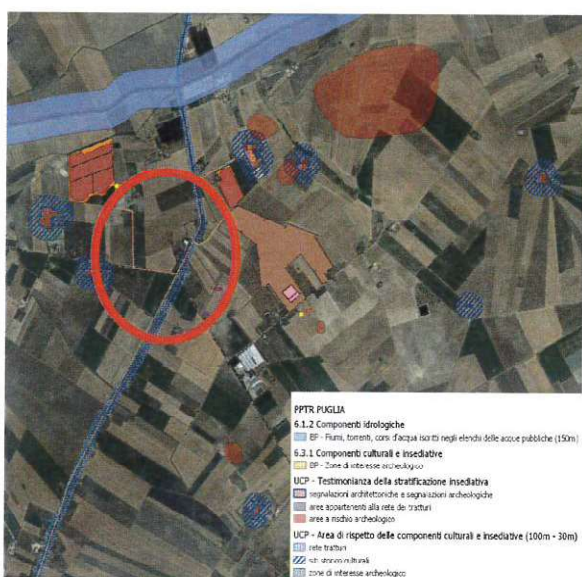 PPTR PUGLIA
6.1.2 Componenti idrologiche
BP - Fiumi, torrenti, corsi d'acqua iscritti negli elenchi delle acque pubbliche (150m)
6.3.1 Componenti culturali e insediative
BP - Zone di interesse archeologico
UCP - Testimonianza della stratificazione insediativa
segnalazioni architettoniche e segnalazioni archeologiche
aree appartenenti alla rete dei tratturi
aree a rischio archeologico
UCP - Area di rispetto delle componenti culturali e insediative (100m - 30m)
rete tratturi
siti storico culturali
zone di interesse archeologico